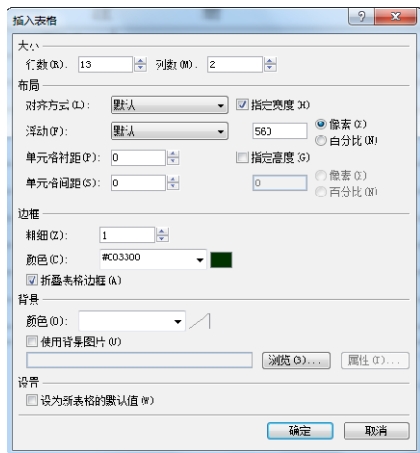 插入表格
大小
行数(R): 13 列数(M): 2
布局
对齐方式(L): 默认 指定宽度(H)
浮动(F): 默认 560 像素(X)
百分比(N)
单元格衬距(P): 0 指定高度(G)
单元格间距(S): 0 0 像素(E)
百分比(N)
边框
粗细(Z): 1
颜色(C): #C03300
折叠表格边框(A)
背景
颜色(O):
使用背景图片(U)
浏览(B)... 属性(T)...
设置
设为新表格的默认值(W)
确定 取消